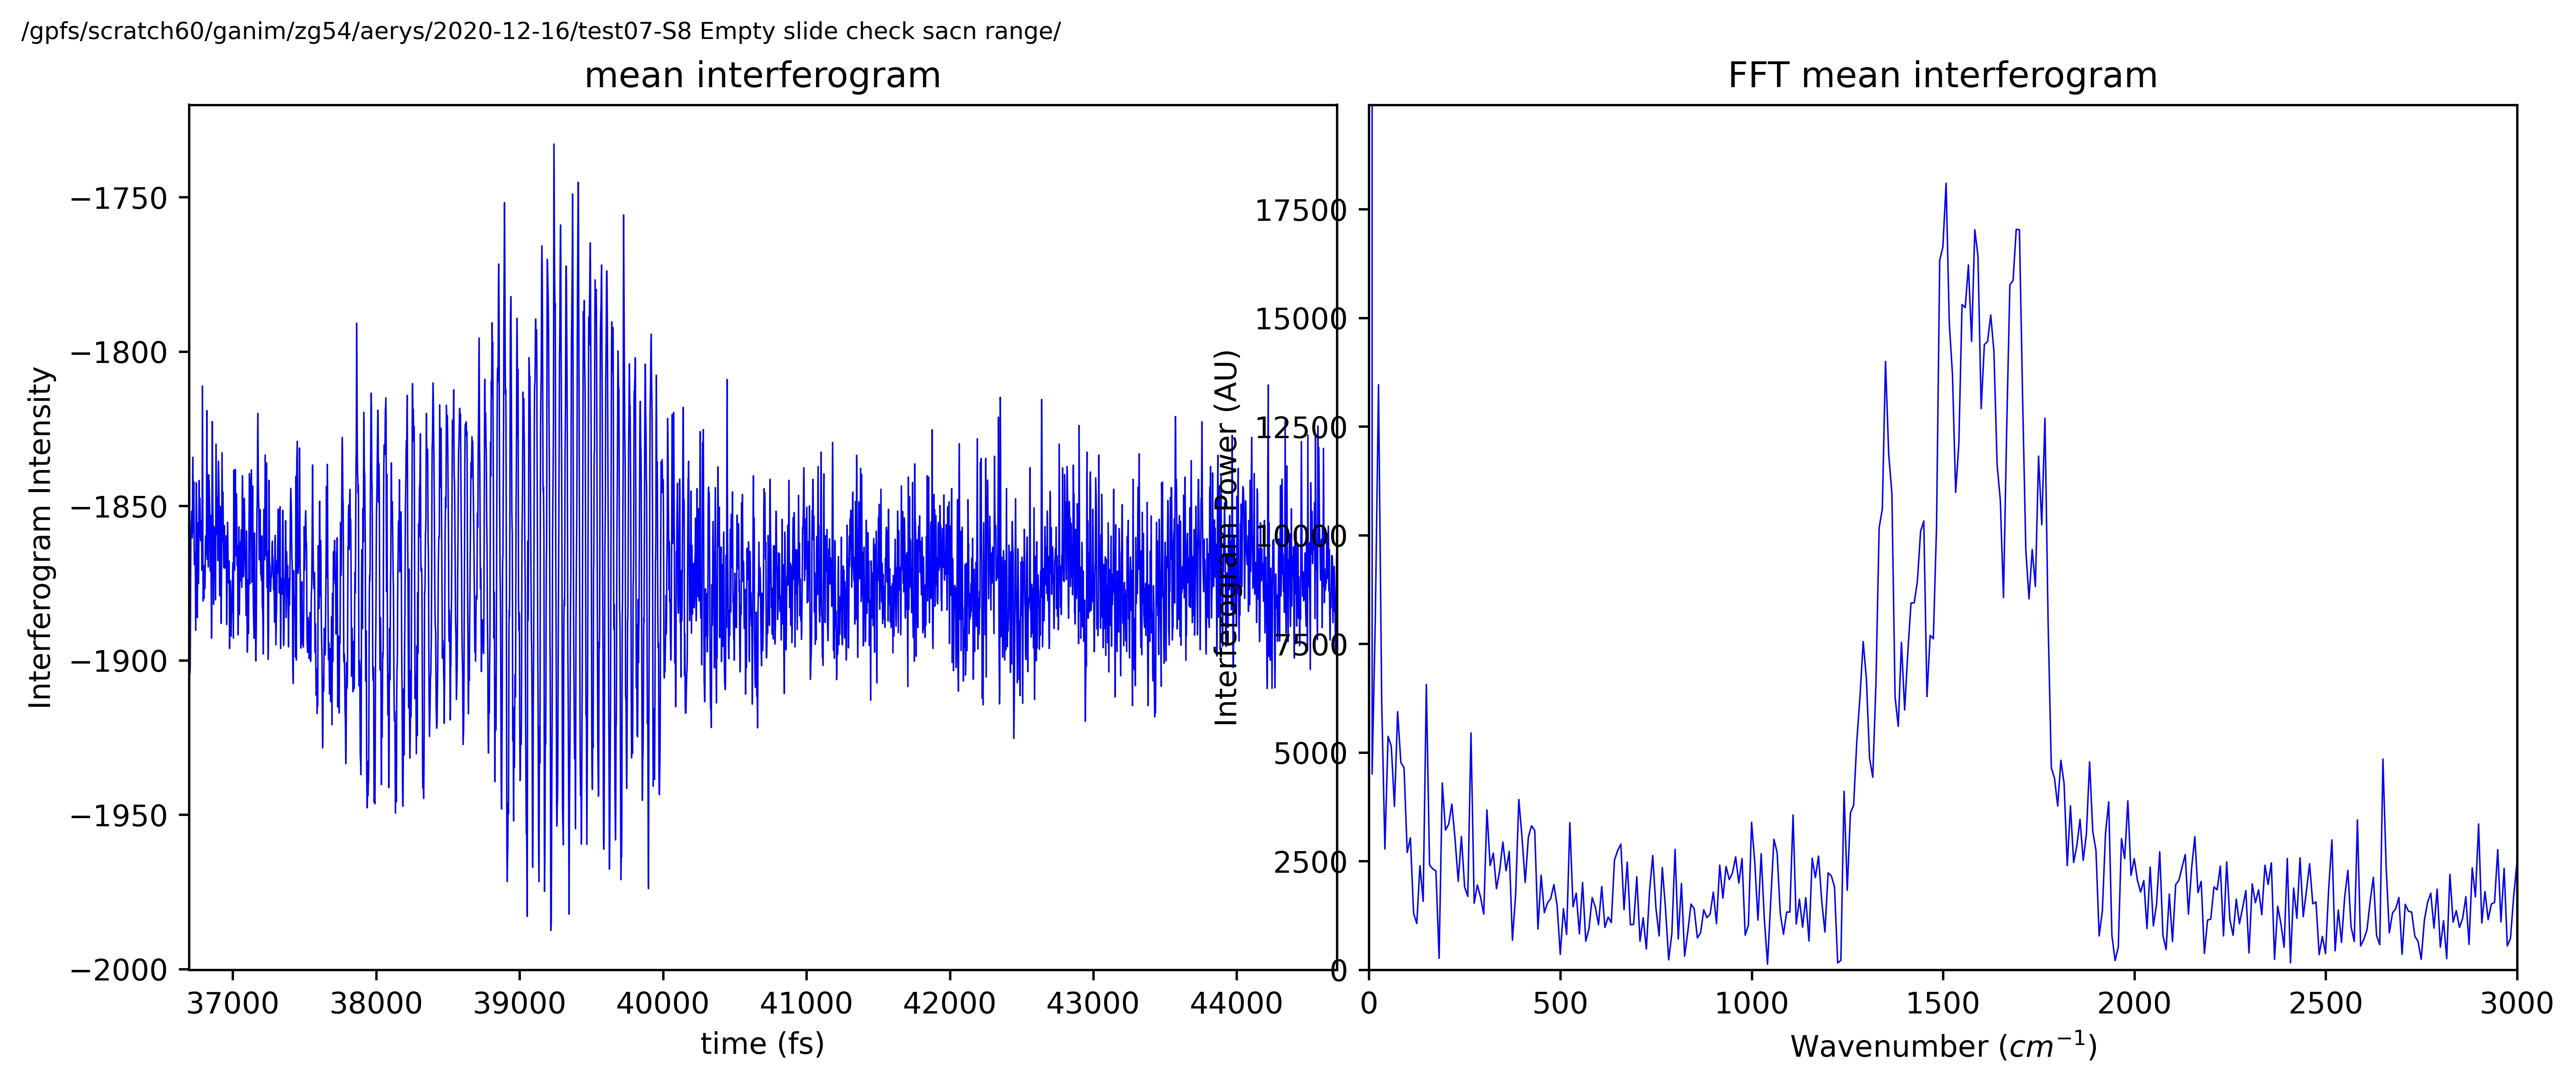 /gpfs/scratch60/ganim/zg54/aerys/2020-12-16/test07-S8 Empty slide check sacn range/
mean interferogram
Interferogram Intensity
−1750
−1800
−1850
−1900
−1950
−2000
37000 38000 39000 40000 41000 42000 43000 44000
time (fs)
FFT mean interferogram
Interferogram Power (AU)
17500
15000
12500
10000
7500
5000
2500
0
0 500 1000 1500 2000 2500 3000
Wavenumber (cm⁻¹)